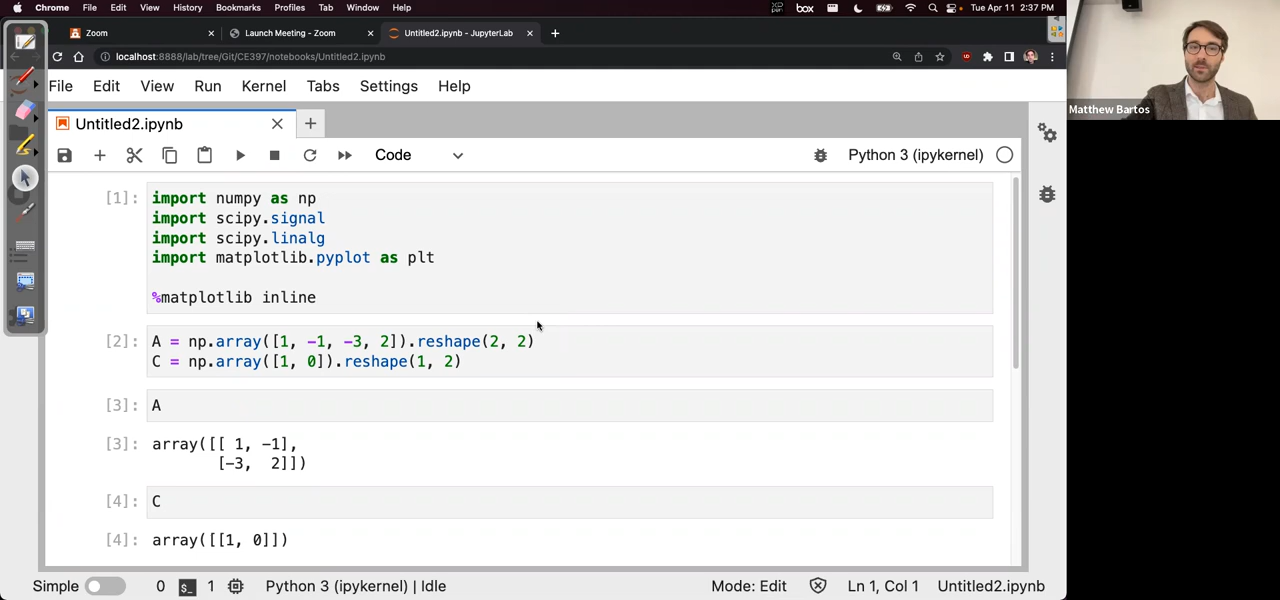 Chrome File Edit View History Bookmarks Profiles Tab Window Help box Tue Apr 11 2:37 PM
Zoom Launch Meeting - Zoom Untitled2.ipynb - JupyterLab
localhost:8888/lab/tree/Git/CE397/notebooks/Untitled2.ipynb
Matthew Bartos
File Edit View Run Kernel Tabs Settings Help
Untitled2.ipynb
Code Python 3 (ipykernel)
[1]: import numpy as np
import scipy.signal
import scipy.linalg
import matplotlib.pyplot as plt
%matplotlib inline
[2]: A = np.array([1, -1, -3, 2]).reshape(2, 2)
C = np.array([1, 0]).reshape(1, 2)
[3]: A
[3]: array([[ 1, -1],
[-3, 2]])
[4]: C
[4]: array([[1, 0]])
Simple 0 $_ 1 Python 3 (ipykernel) | Idle Mode: Edit Ln 1, Col 1 Untitled2.ipynb